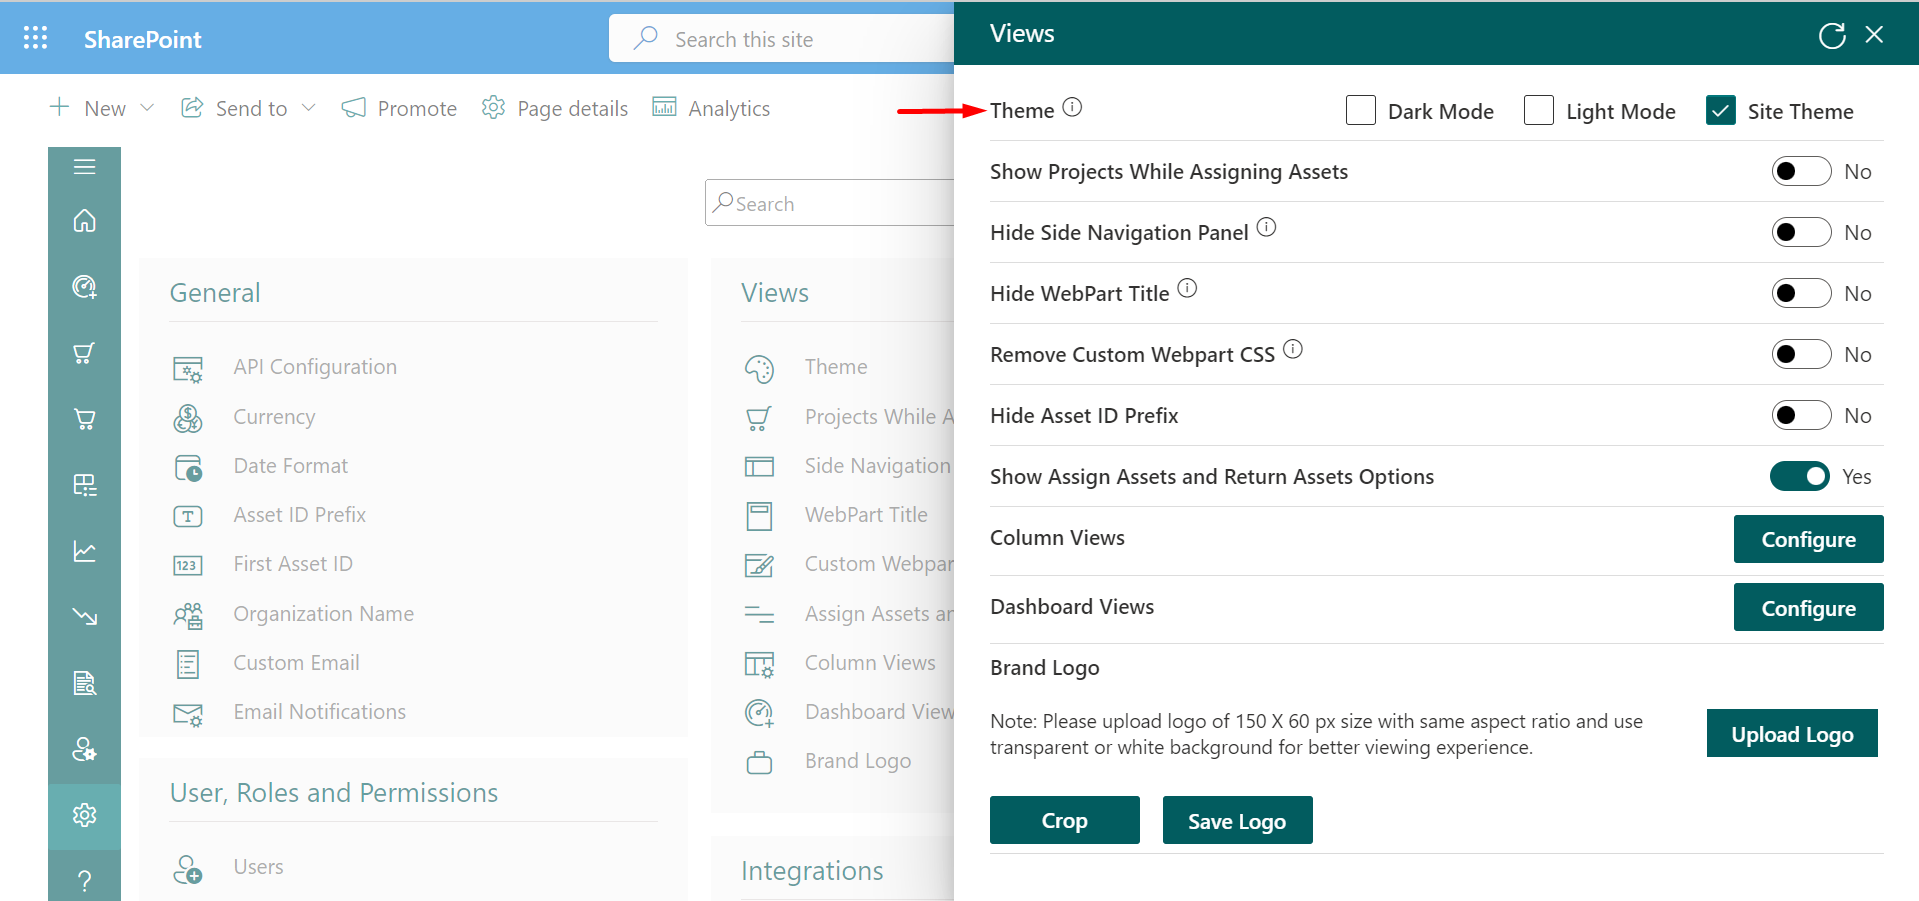 SharePoint
Search this site
New
Send to
Promote
Page details
Analytics
Search
General
API Configuration
Currency
Date Format
Asset ID Prefix
123
First Asset ID
Organization Name
Custom Email
Email Notifications
User, Roles and Permissions
Users
Views
Theme
Projects While A
Side Navigation
WebPart Title
Custom Webpar
Assign Assets ar
Column Views
Dashboard View
Brand Logo
Integrations
Views
Theme
Dark Mode
Light Mode
Site Theme
Show Projects While Assigning Assets
No
Hide Side Navigation Panel
No
Hide WebPart Title
No
Remove Custom Webpart CSS
No
Hide Asset ID Prefix
No
Show Assign Assets and Return Assets Options
Yes
Column Views
Configure
Dashboard Views
Configure
Brand Logo
Note: Please upload logo of 150 X 60 px size with same aspect ratio and use
transparent or white background for better viewing experience.
Upload Logo
Crop
Save Logo